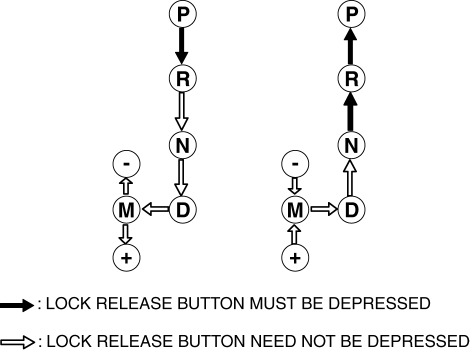 P P
R R
N N
- -
M D M D
+ +
: LOCK RELEASE BUTTON MUST BE DEPRESSED
: LOCK RELEASE BUTTON NEED NOT BE DEPRESSED